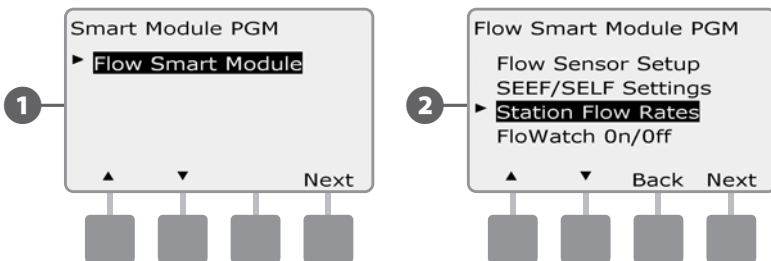 1
Smart Module PGM
► Flow Smart Module
▲ ▼ Next
2
Flow Smart Module PGM
Flow Sensor Setup
SEEF/SELF Settings
► Station Flow Rates
FloWatch On/Off
▲ ▼ Back Next